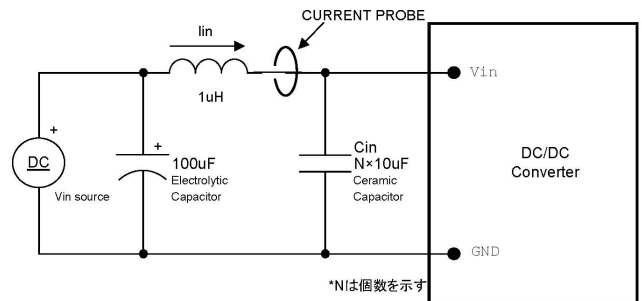 CURRENT PROBE
Iin
1uH
Vin
+
DC
Vin source
+
100uF
Electrolytic
Capacitor
Cin
N×10uF
Ceramic
Capacitor
DC/DC
Converter
GND
*Nは個数を示す